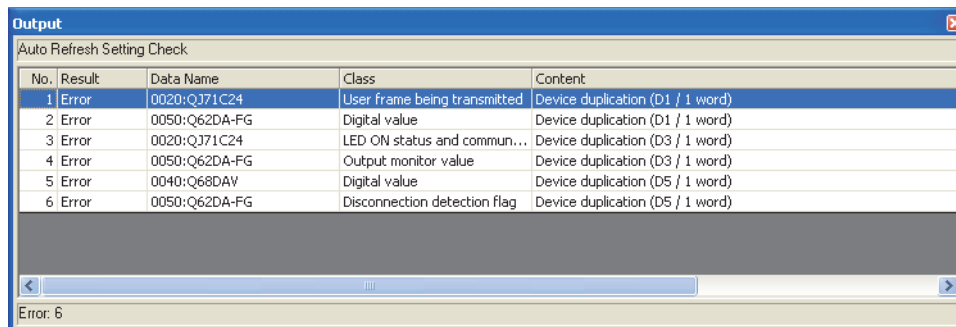 Output
Auto Refresh Setting Check
No. Result Data Name Class Content
1 Error 0020:QJ71C24 User frame being transmitted Device duplication (D1 / 1 word)
2 Error 0050:Q62DA-FG Digital value Device duplication (D1 / 1 word)
3 Error 0020:QJ71C24 LED ON status and commun... Device duplication (D3 / 1 word)
4 Error 0050:Q62DA-FG Output monitor value Device duplication (D3 / 1 word)
5 Error 0040:Q68DAV Digital value Device duplication (D5 / 1 word)
6 Error 0050:Q62DA-FG Disconnection detection flag Device duplication (D5 / 1 word)
Error: 6